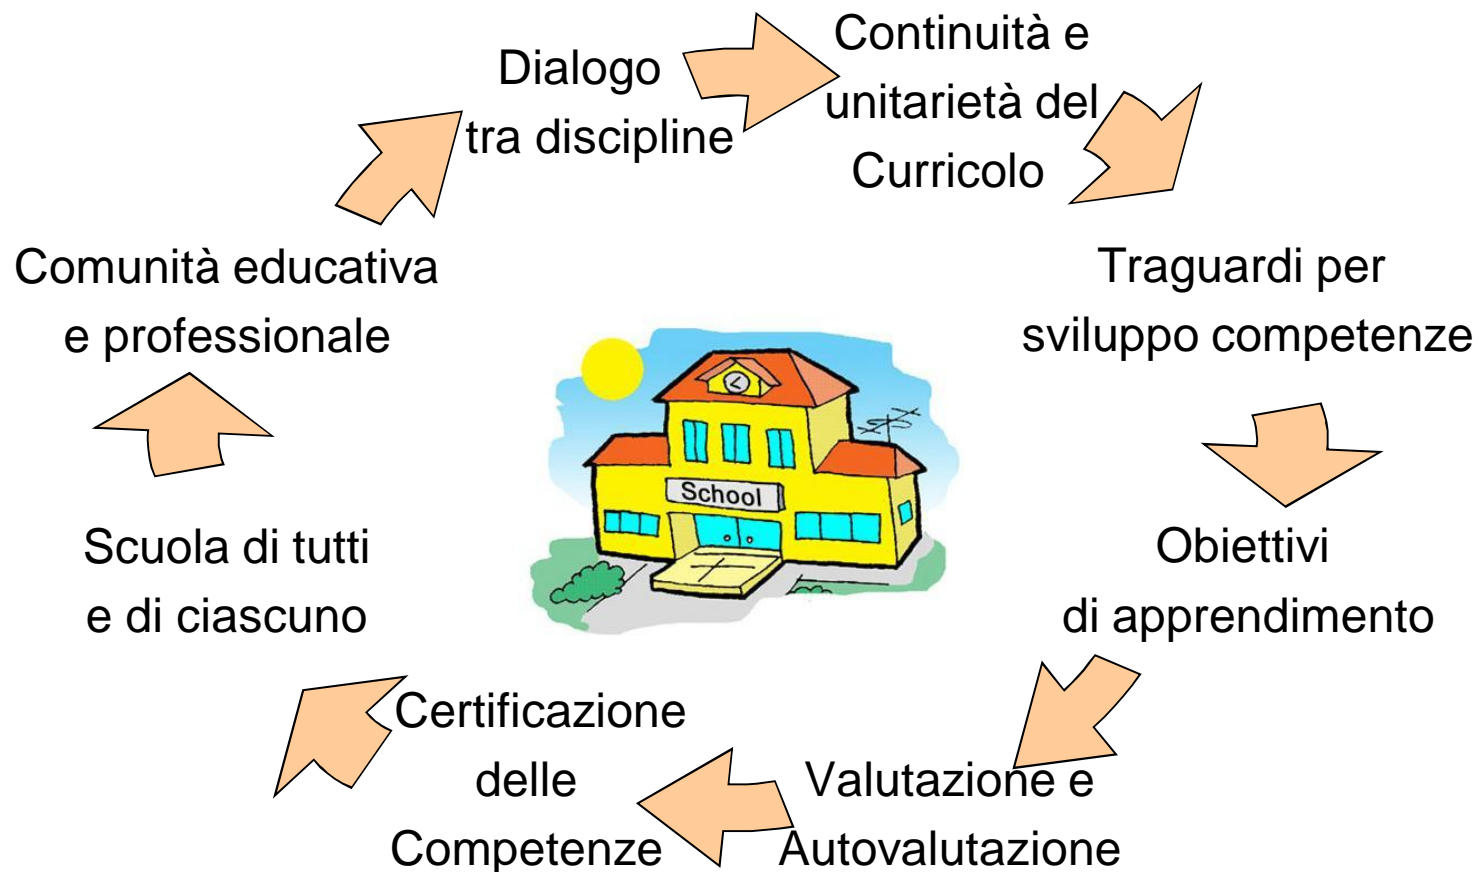 Dialogo
tra discipline
Continuità e
unitarietà del
Curricolo
Traguardi per
sviluppo competenze
Obiettivi
di apprendimento
Valutazione e
Autovalutazione
Certificazione
delle
Competenze
Scuola di tutti
e di ciascuno
Comunità educativa
e professionale
School